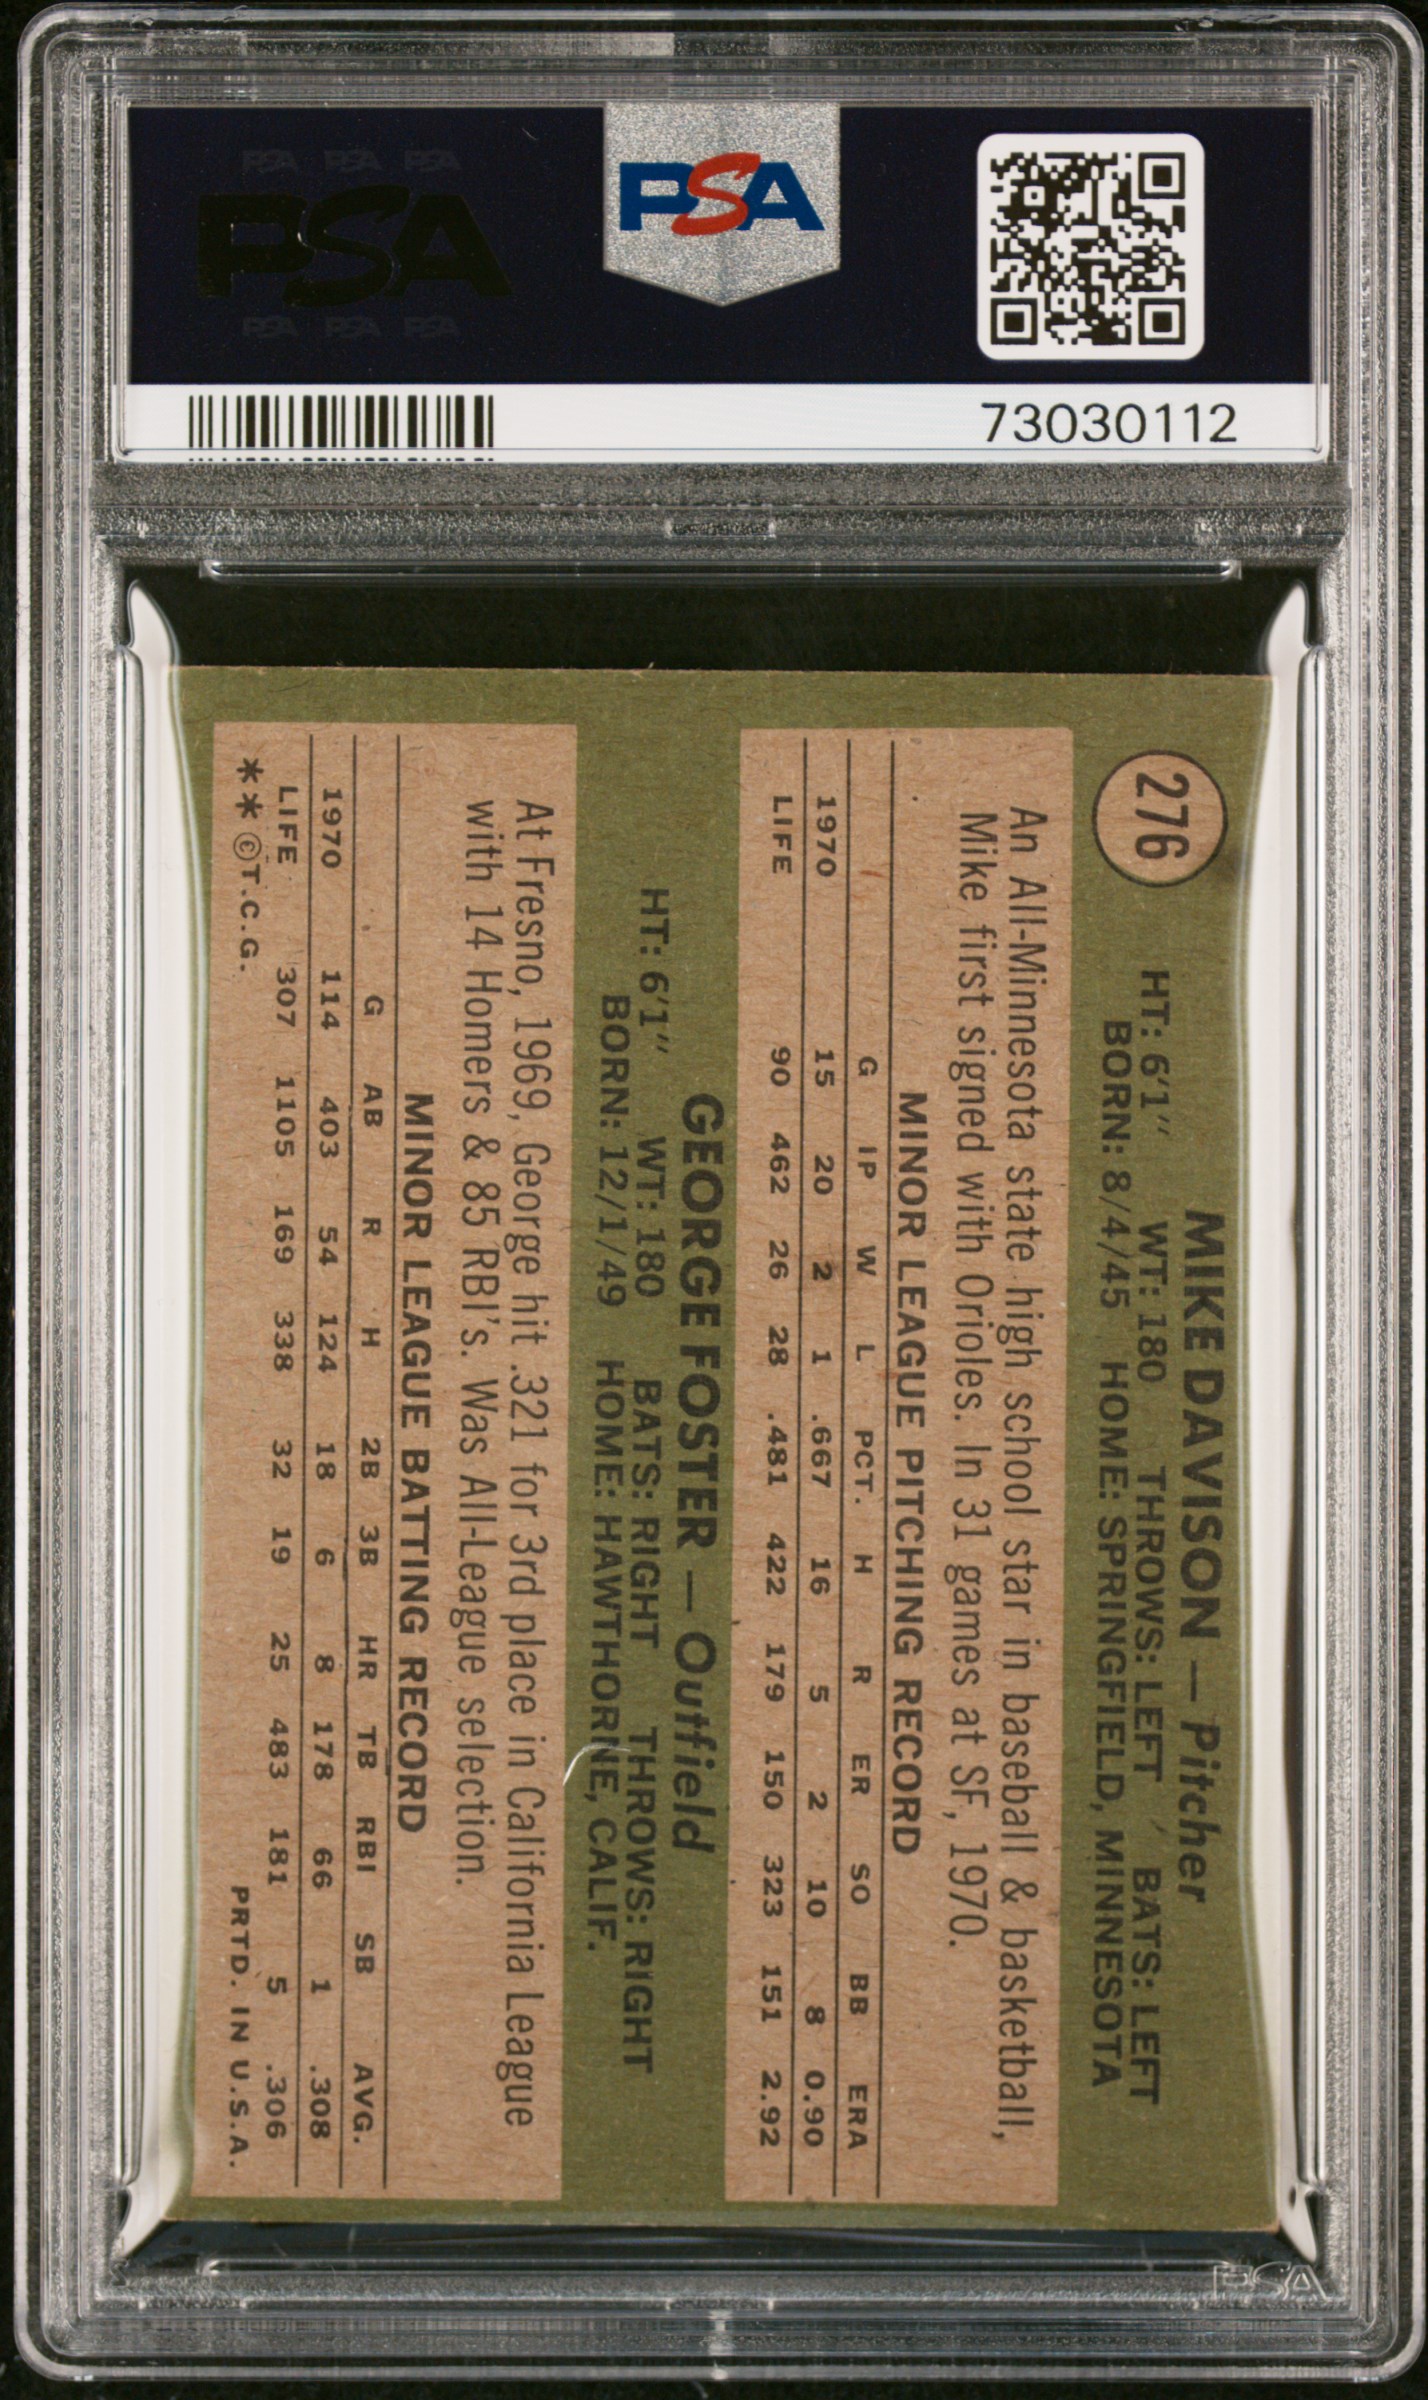 PSA PSA PSA
PSA
PSA PSA PSA
PSA
73030112
276
MIKE DAVISON — Pitcher
HT: 6'1" WT: 180 THROWS: LEFT BATS: LEFT
BORN: 8/4/45 HOME: SPRINGFIELD, MINNESOTA
An All-Minnesota state high school star in baseball & basketball,
Mike first signed with Orioles. In 31 games at SF, 1970.
MINOR LEAGUE PITCHING RECORD
G IP W L PCT. H R ER SO BB ERA
1970 15 20 2 1 .667 16 5 2 10 8 0.90
LIFE 90 462 26 28 .481 422 179 150 323 151 2.92
GEORGE FOSTER — Outfield
HT: 6'1" WT: 180 BATS: RIGHT THROWS: RIGHT
BORN: 12/1/49 HOME: HAWTHORNE, CALIF.
At Fresno, 1969, George hit .321 for 3rd place in California League
with 14 Homers & 85 RBI's. Was All-League selection.
MINOR LEAGUE BATTING RECORD
G AB R H 2B 3B HR TB RBI SB AVG.
1970 114 403 54 124 18 6 8 178 66 1 .308
LIFE 307 1105 169 338 32 19 25 483 181 5 .306
** ©T.C.G. PRTD. IN U.S.A.
PSA